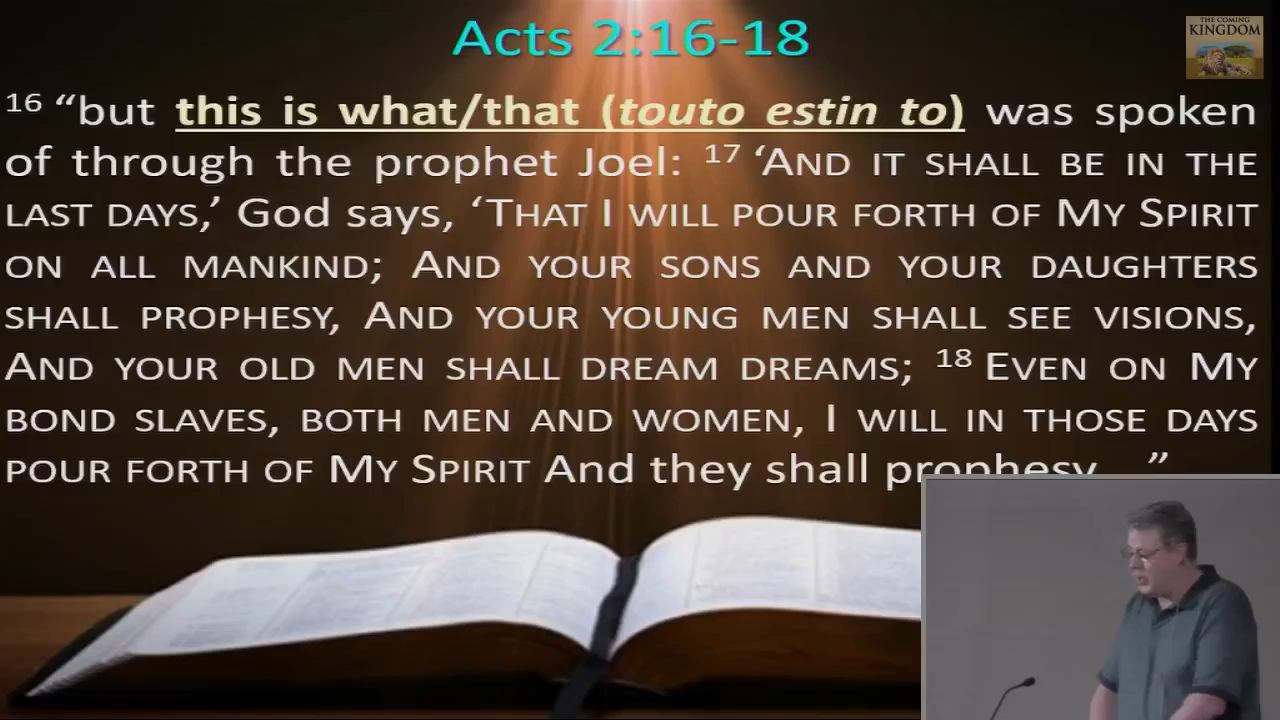 Acts 2:16-18
THE COMING
KINGDOM
16 “but this is what/that (touto estin to) was spoken
of through the prophet Joel: 17 ‘AND IT SHALL BE IN THE
LAST DAYS,’ God says, ‘THAT I WILL POUR FORTH OF MY SPIRIT
ON ALL MANKIND; AND YOUR SONS AND YOUR DAUGHTERS
SHALL PROPHESY, AND YOUR YOUNG MEN SHALL SEE VISIONS,
AND YOUR OLD MEN SHALL DREAM DREAMS; 18 EVEN ON MY
BOND SLAVES, BOTH MEN AND WOMEN, I WILL IN THOSE DAYS
POUR FORTH OF MY SPIRIT And they shall prophesy ”